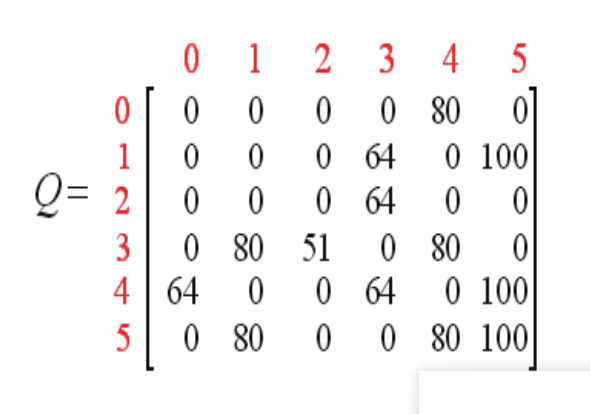 0 1 2 3 4 5
0 0 0 0 0 80 0
1 0 0 0 64 0 100
Q= 2 0 0 0 64 0 0
3 0 80 51 0 80 0
4 64 0 0 64 0 100
5 0 80 0 0 80 100